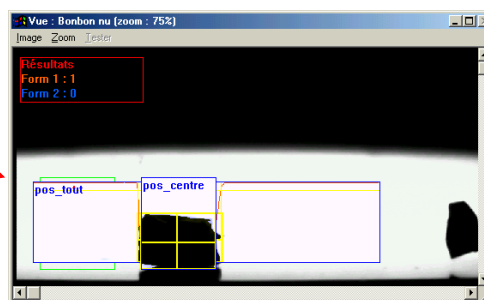 Vue : Bonbon nu (zoom : 75%)
Image Zoom Tester
Résultats
Form 1 : 1
Form 2 : 0
pos_tout pos_centre